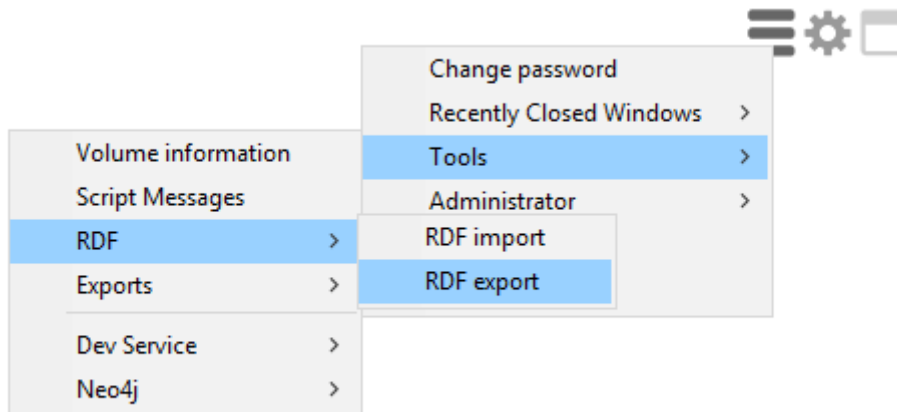 Change password
Recently Closed Windows
Tools
Administrator
Volume information
Script Messages
RDF
Exports
Dev Service
Neo4j
RDF import
RDF export